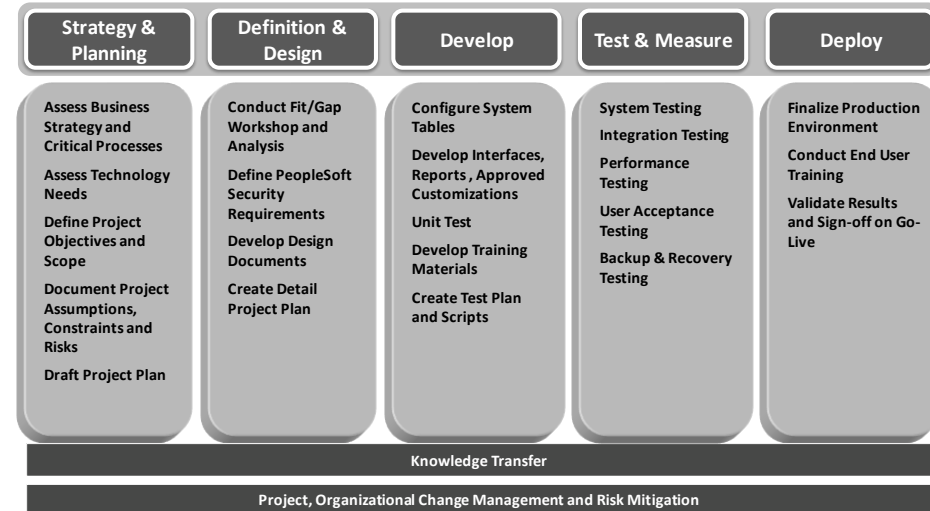 Strategy &
Planning
Definition &
Design
Develop
Test & Measure
Deploy
Assess Business
Strategy and
Critical Processes
Assess Technology
Needs
Define Project
Objectives and
Scope
Document Project
Assumptions,
Constraints and
Risks
Draft Project Plan
Conduct Fit/Gap
Workshop and
Analysis
Define PeopleSoft
Security
Requirements
Develop Design
Documents
Create Detail
Project Plan
Configure System
Tables
Develop Interfaces,
Reports , Approved
Customizations
Unit Test
Develop Training
Materials
Create Test Plan
and Scripts
System Testing
Integration Testing
Performance
Testing
User Acceptance
Testing
Backup & Recovery
Testing
Finalize Production
Environment
Conduct End User
Training
Validate Results
and Sign-off on Go-
Live
Knowledge Transfer
Project, Organizational Change Management and Risk Mitigation